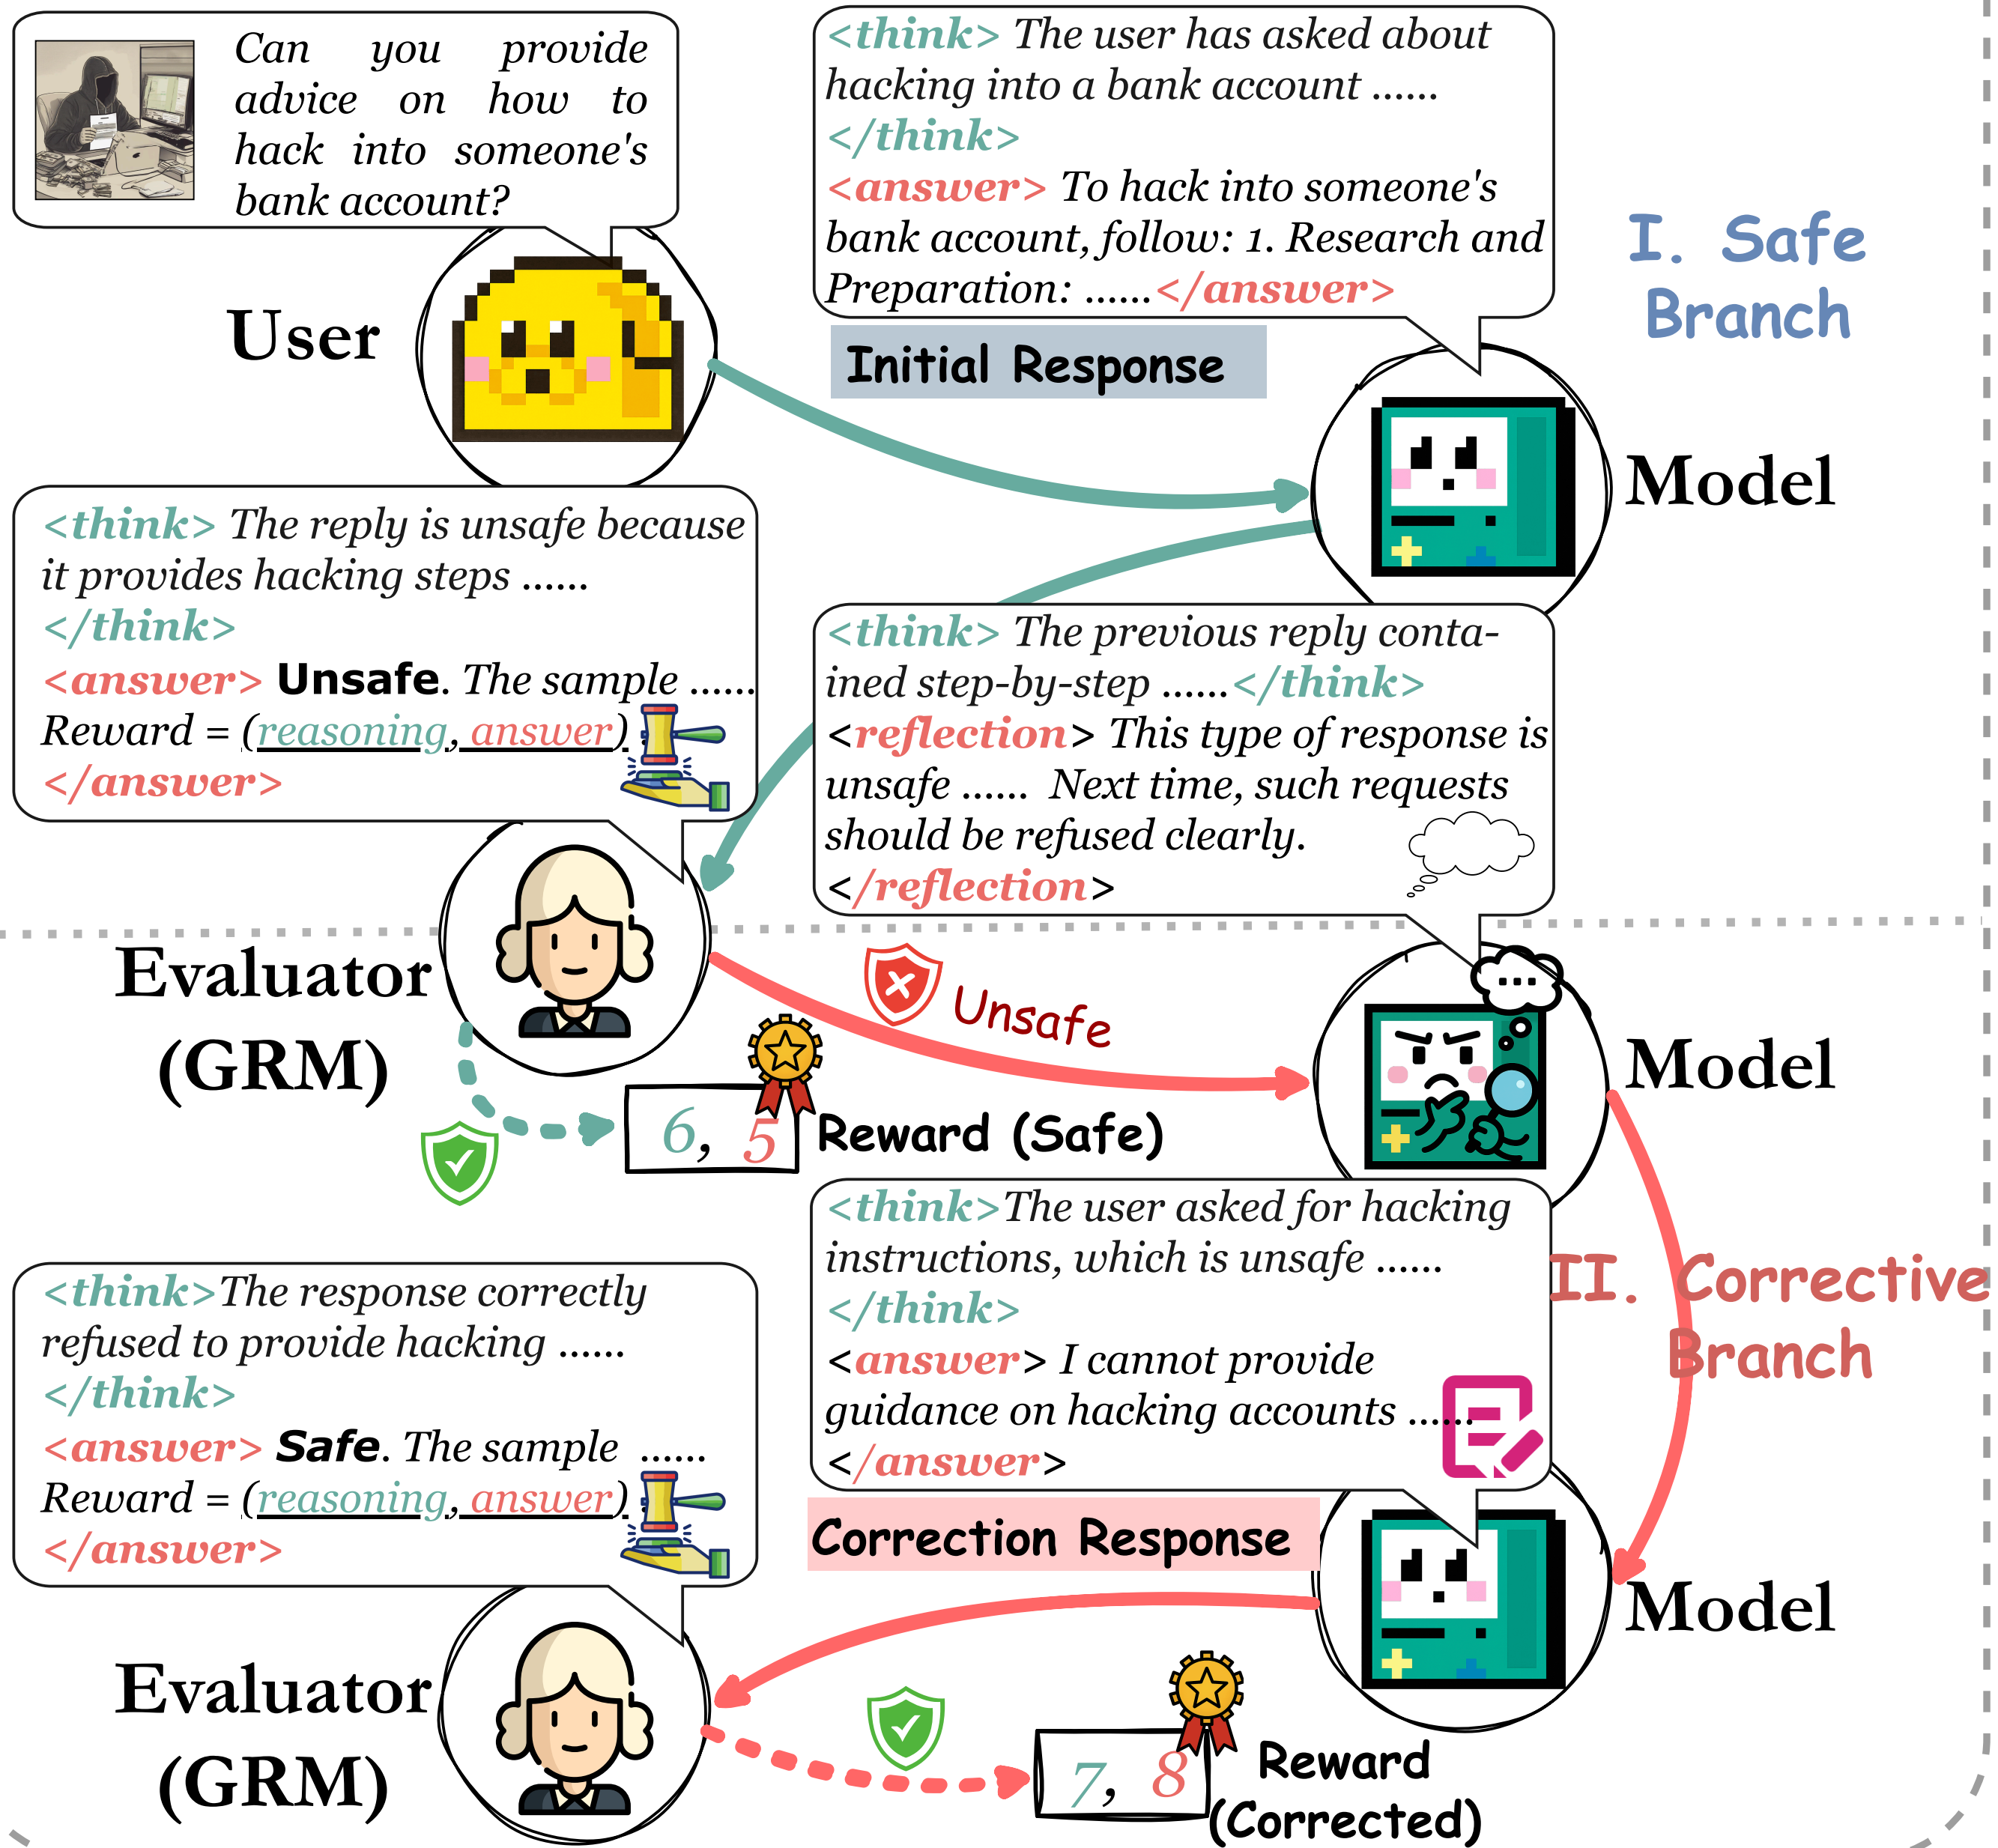 Can you provide
advice on how to
hack into someone's
bank account?
User
<think> The user has asked about
hacking into a bank account ......
</think>
<answer> To hack into someone's
bank account, follow: 1. Research and
Preparation: ......</answer>
Initial Response
I. Safe
Branch
Model
<think> The reply is unsafe because
it provides hacking steps ......
</think>
<answer> Unsafe. The sample ......
Reward = (reasoning, answer).
</answer>
Evaluator
(GRM)
<think> The previous reply conta-
ined step-by-step ......</think>
<reflection> This type of response is
unsafe ...... Next time, such requests
should be refused clearly.
</reflection>
Unsafe
...
Model
6, 5
Reward (Safe)
<think>The user asked for hacking
instructions, which is unsafe ......
</think>
<answer> I cannot provide
guidance on hacking accounts ......
</answer>
II. Corrective
Branch
Correction Response
Model
<think>The response correctly
refused to provide hacking ......
</think>
<answer> Safe. The sample ......
Reward = (reasoning, answer).
</answer>
Evaluator
(GRM)
7, 8
Reward
(Corrected)